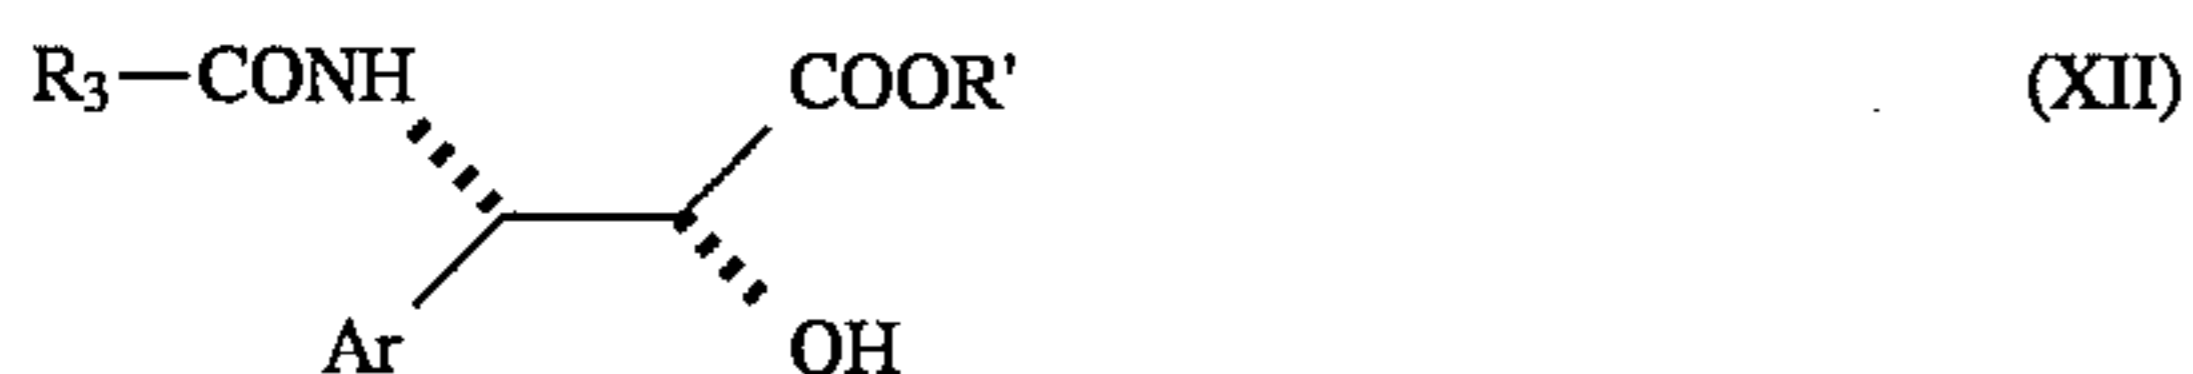 R₃—CONH COOR' (XII)
Ar OH